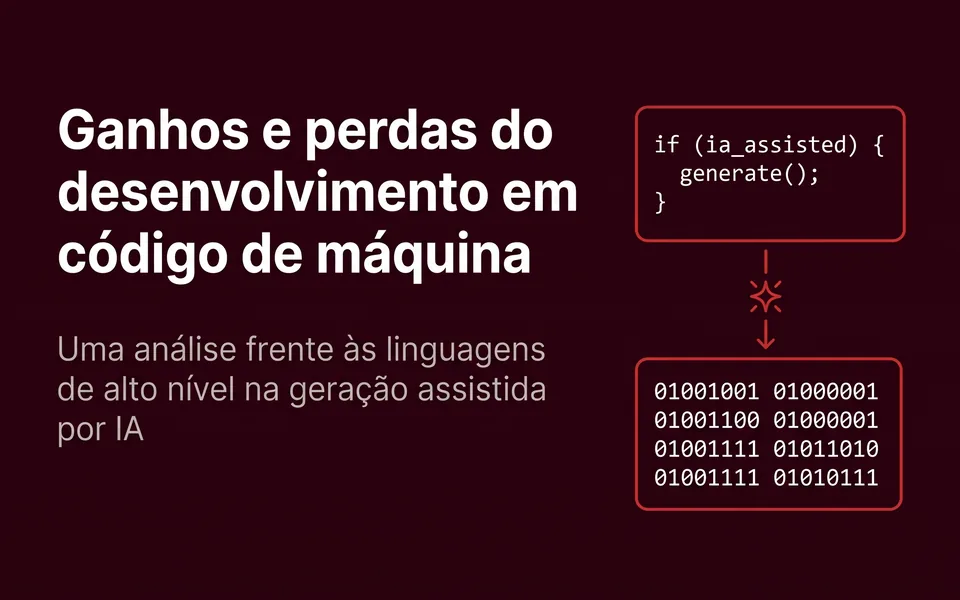 Ganhos e perdas do
desenvolvimento em
código de máquina
Uma análise frente às linguagens
de alto nível na geração assistida
por IA
if (ia_assisted) {
  generate();
}
01001001 01000001
01001100 01000001
01001111 01011010
01001111 01010111